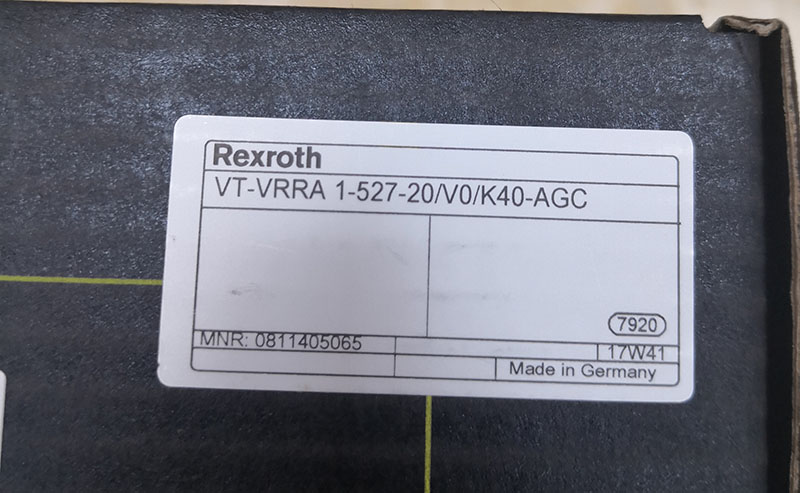 Rexroth
VT-VRRA 1-527-20/V0/K40-AGC
7920
MNR: 0811405065
17W41
Made in Germany